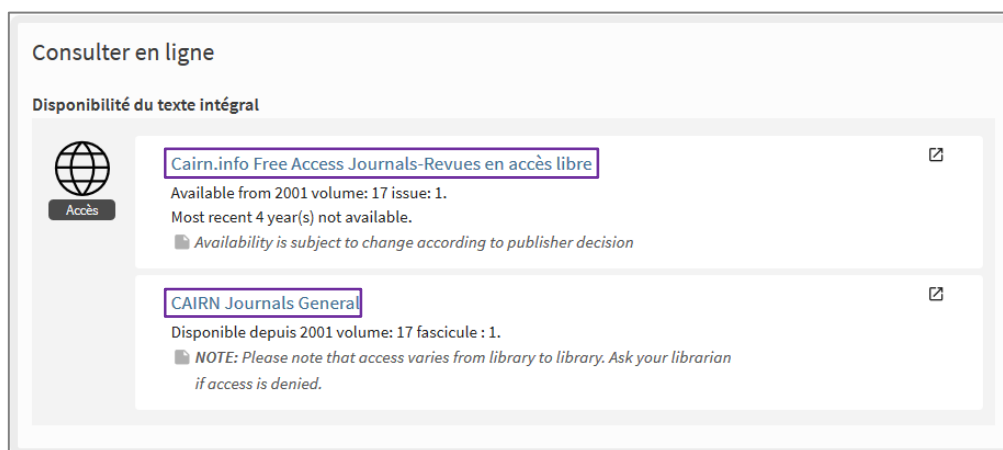 Consulter en ligne
Disponibilité du texte intégral
Accès
Cairn.info Free Access Journals-Revues en accès libre
Available from 2001 volume: 17 issue: 1.
Most recent 4 year(s) not available.
Availability is subject to change according to publisher decision
CAIRN Journals General
Disponible depuis 2001 volume: 17 fascicule : 1.
NOTE: Please note that access varies from library to library. Ask your librarian
if access is denied.